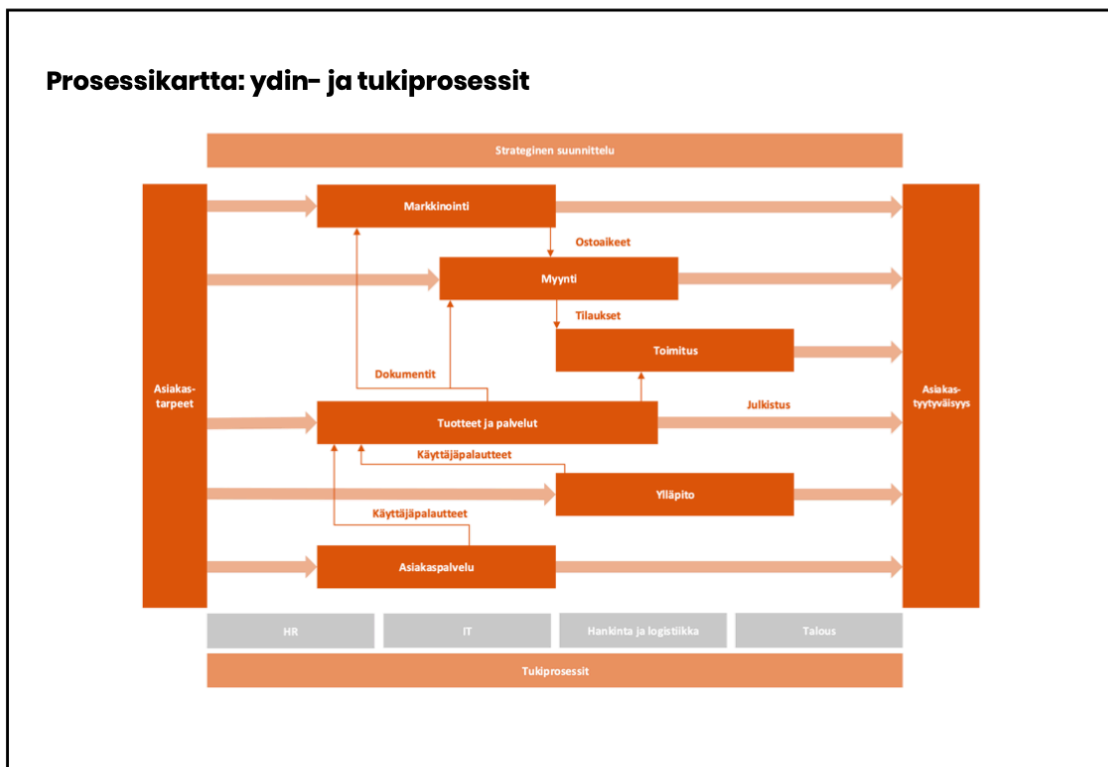 Prosessikartta: ydin- ja tukiprosessit
Strateginen suunnittelu
Markkinointi
Ostoaikeet
Myynti
Tilaukset
Toimitus
Asiakas-
tarpeet
Dokumentit
Asiakas-
tyytyväisyys
Julkistus
Tuotteet ja palvelut
Käyttäjäpalautteet
Ylläpito
Käyttäjäpalautteet
Asiakaspalvelu
HR
IT
Hankinta ja logistiikka
Talous
Tukiprosessit